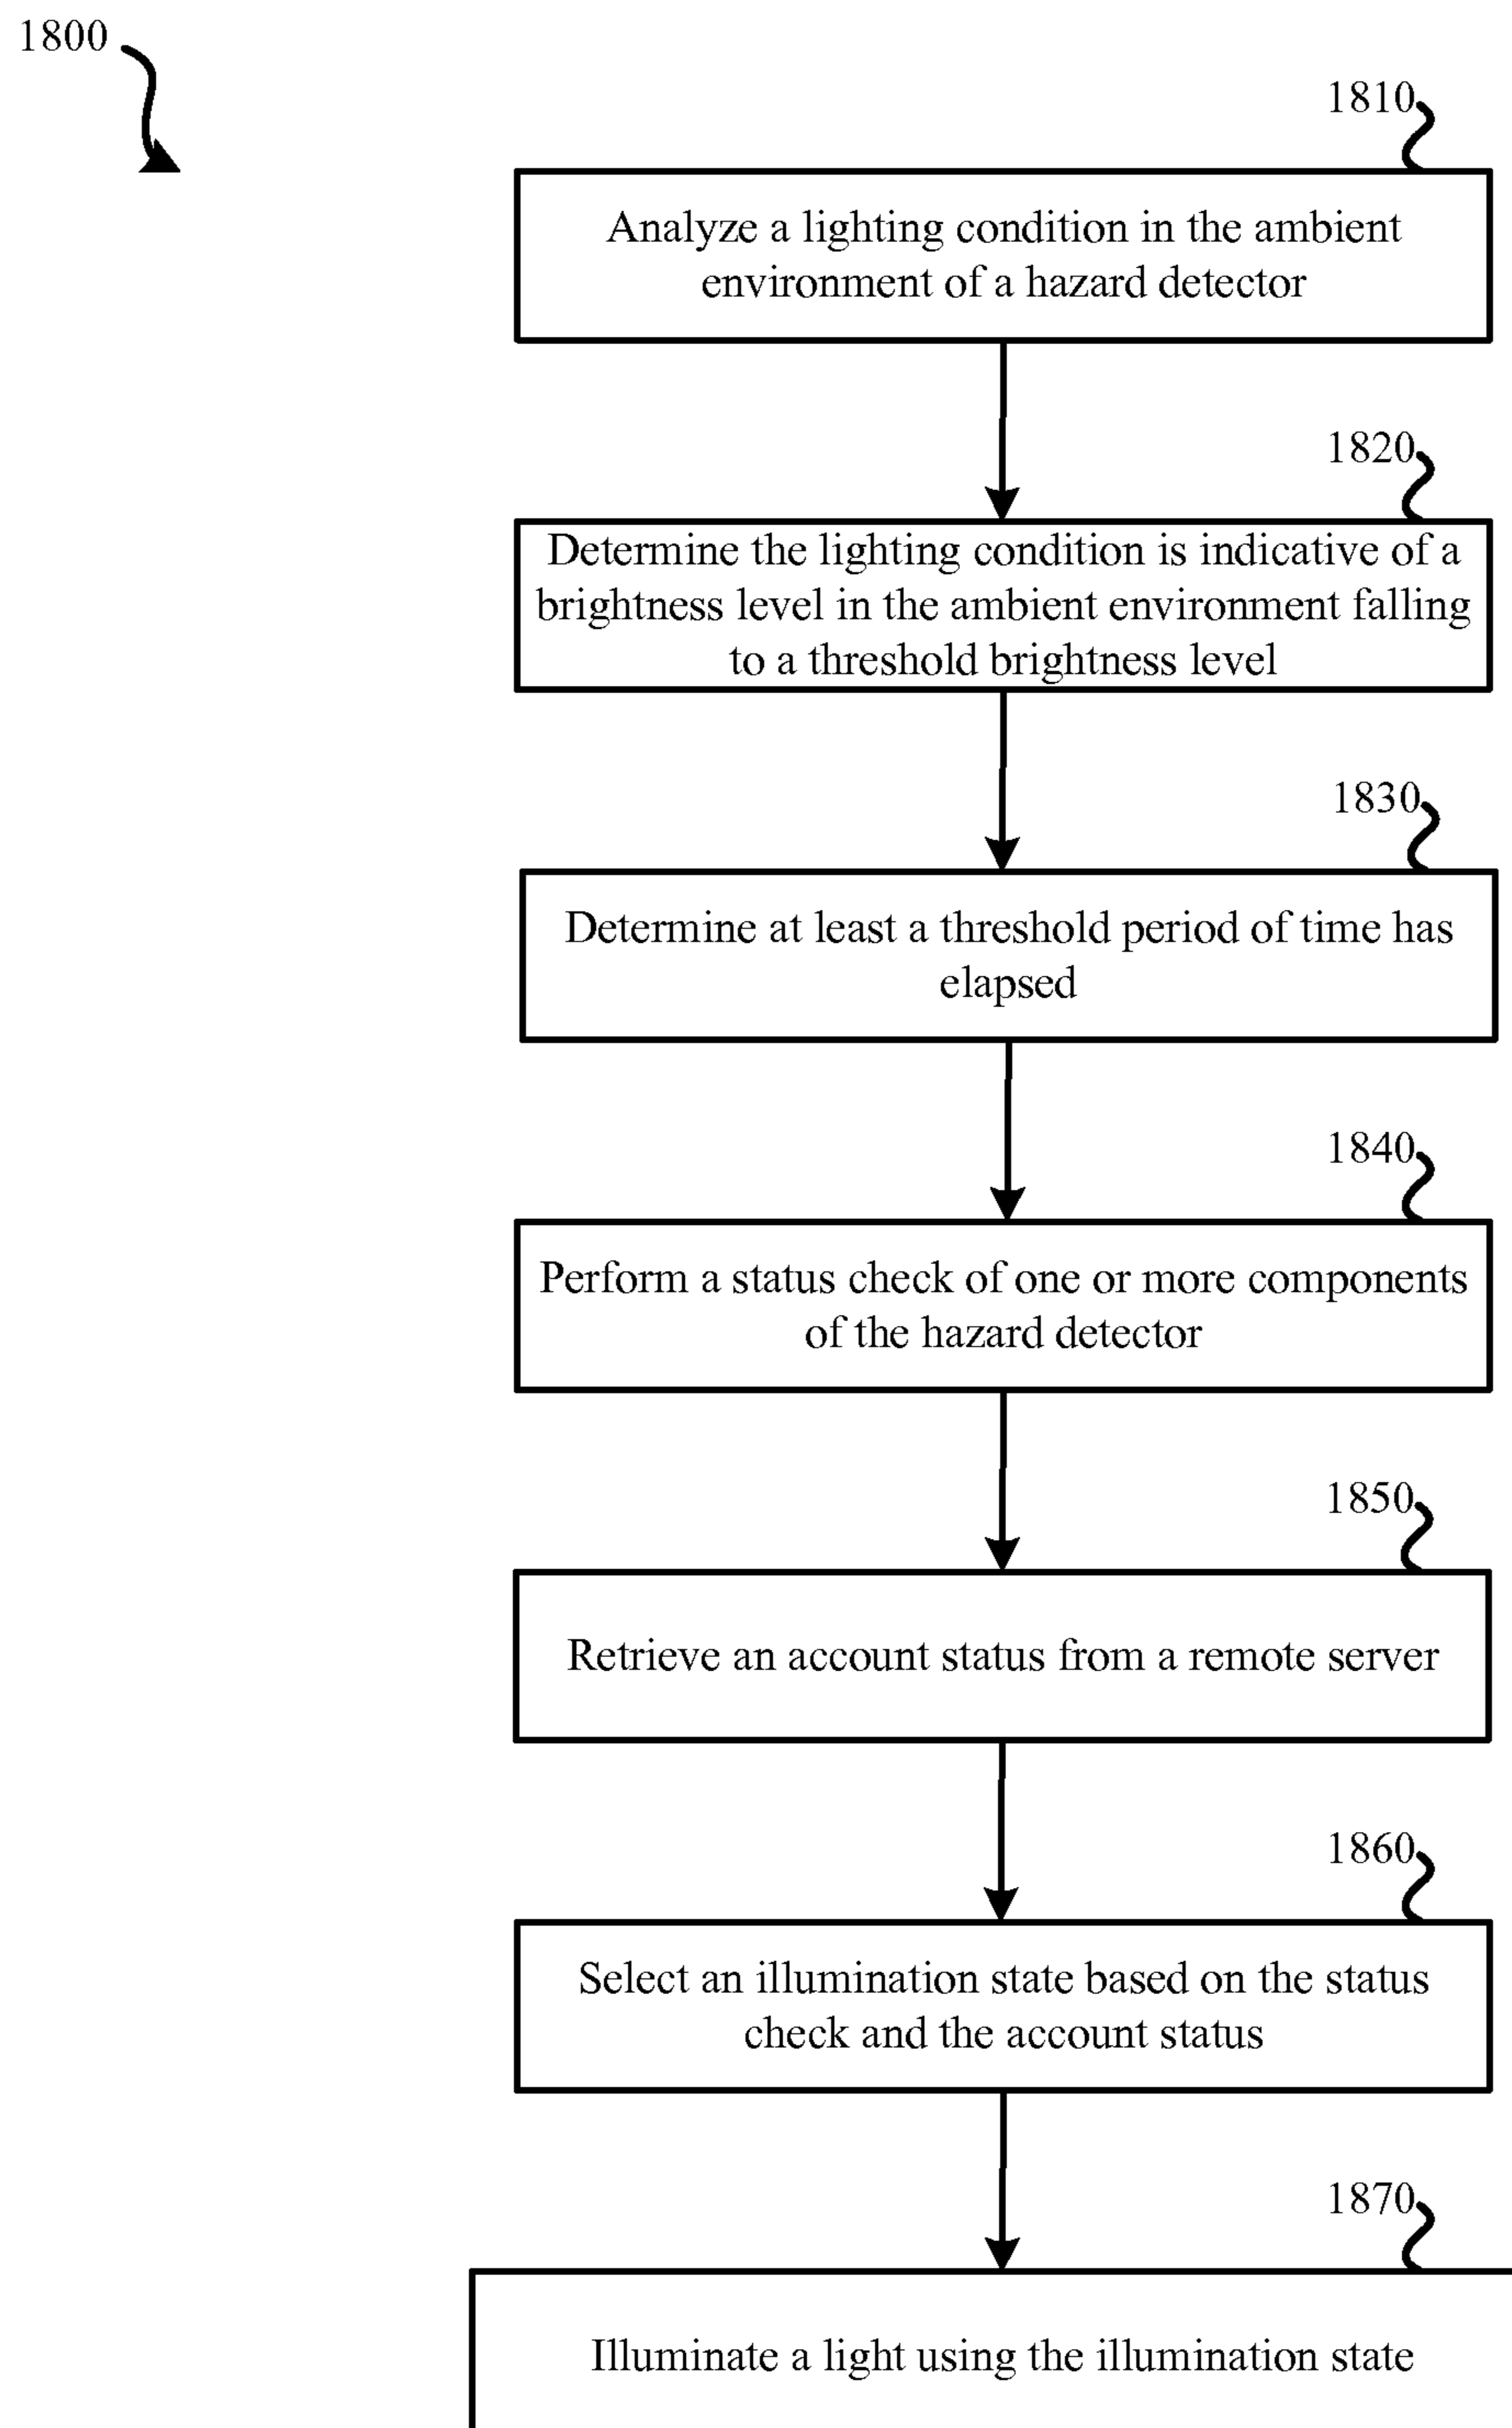 1800
1810
Analyze a lighting condition in the ambient
environment of a hazard detector
1820
Determine the lighting condition is indicative of a
brightness level in the ambient environment falling
to a threshold brightness level
1830
Determine at least a threshold period of time has
elapsed
1840
Perform a status check of one or more components
of the hazard detector
1850
Retrieve an account status from a remote server
1860
Select an illumination state based on the status
check and the account status
1870
Illuminate a light using the illumination state